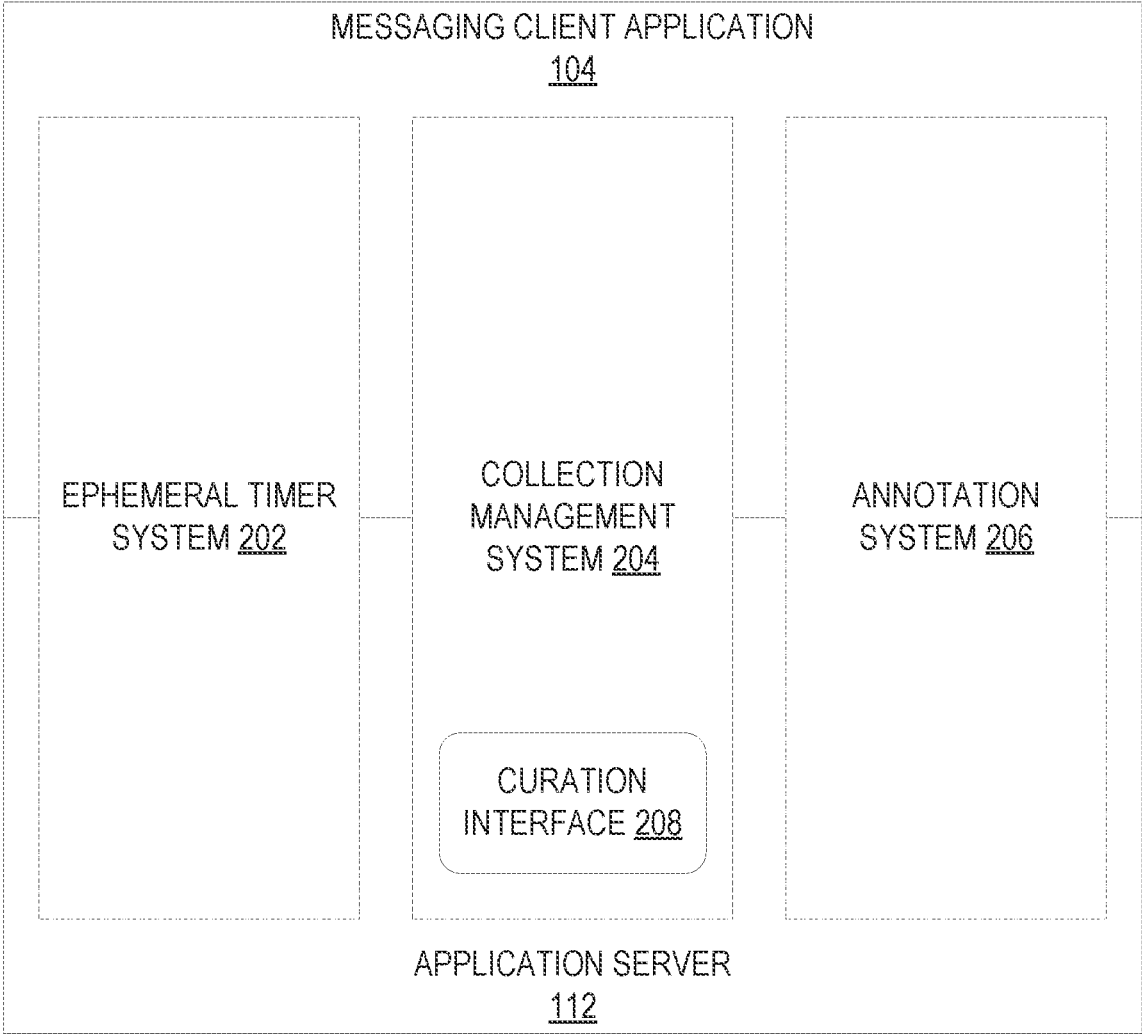 MESSAGING CLIENT APPLICATION
104
EPHEMERAL TIMER
SYSTEM 202
COLLECTION
MANAGEMENT
SYSTEM 204
ANNOTATION
SYSTEM 206
CURATION
INTERFACE 208
APPLICATION SERVER
112